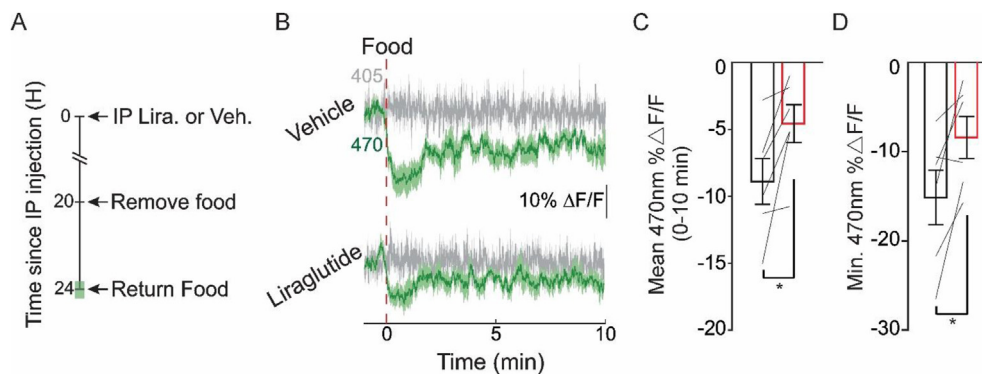 A
Time since IP injection (H)
0
IP Lira. or Veh.
20
Remove food
24
Return Food
B
Food
405
Vehicle
470
10% ΔF/F
Liraglutide
0
5
10
Time (min)
C
Mean 470nm %△F/F
(0-10 min)
0
-5
-10
-15
-20
*
D
Min. 470nm %△F/F
0
-10
-20
-30
*